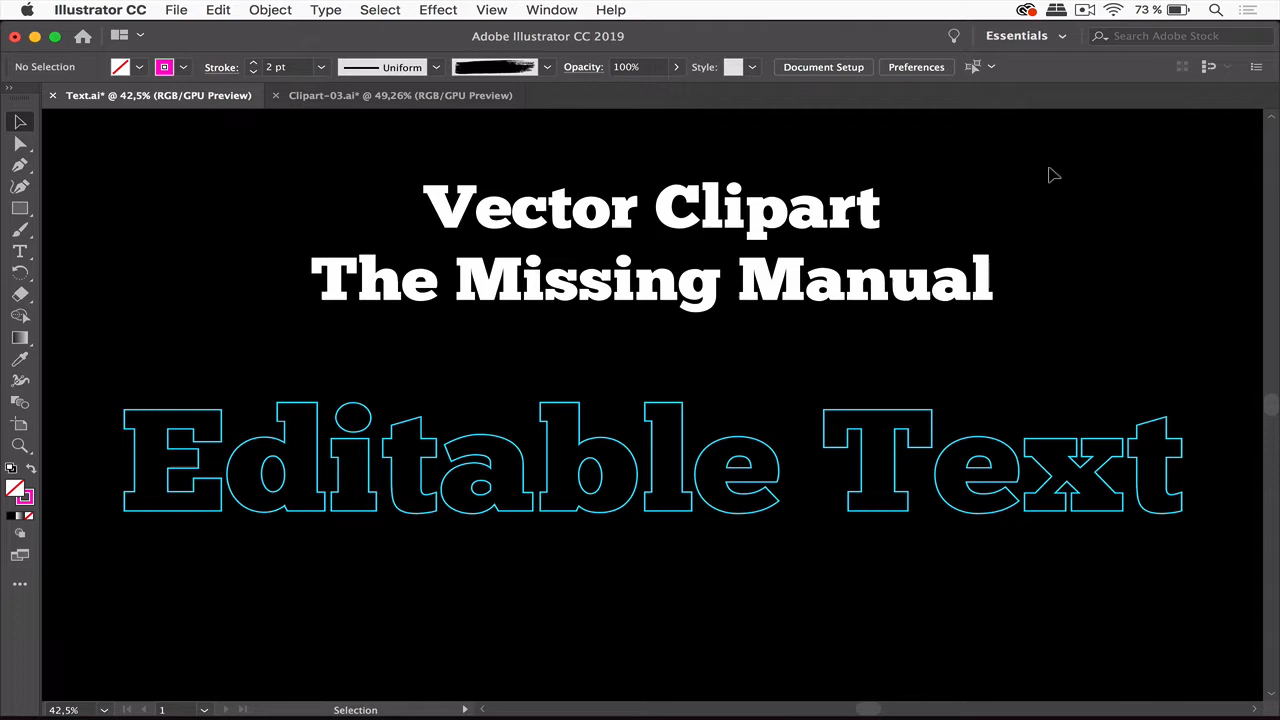 Illustrator CC File Edit Object Type Select Effect View Window Help 73 %
Adobe Illustrator CC 2019 Essentials Search Adobe Stock
No Selection Stroke: 2 pt Uniform Opacity: 100% Style: Document Setup Preferences
Text.ai* @ 42,5% (RGB/GPU Preview) Clipart-03.ai* @ 49,26% (RGB/GPU Preview)
Vector Clipart
The Missing Manual
Editable Text
42,5% 1 Selection